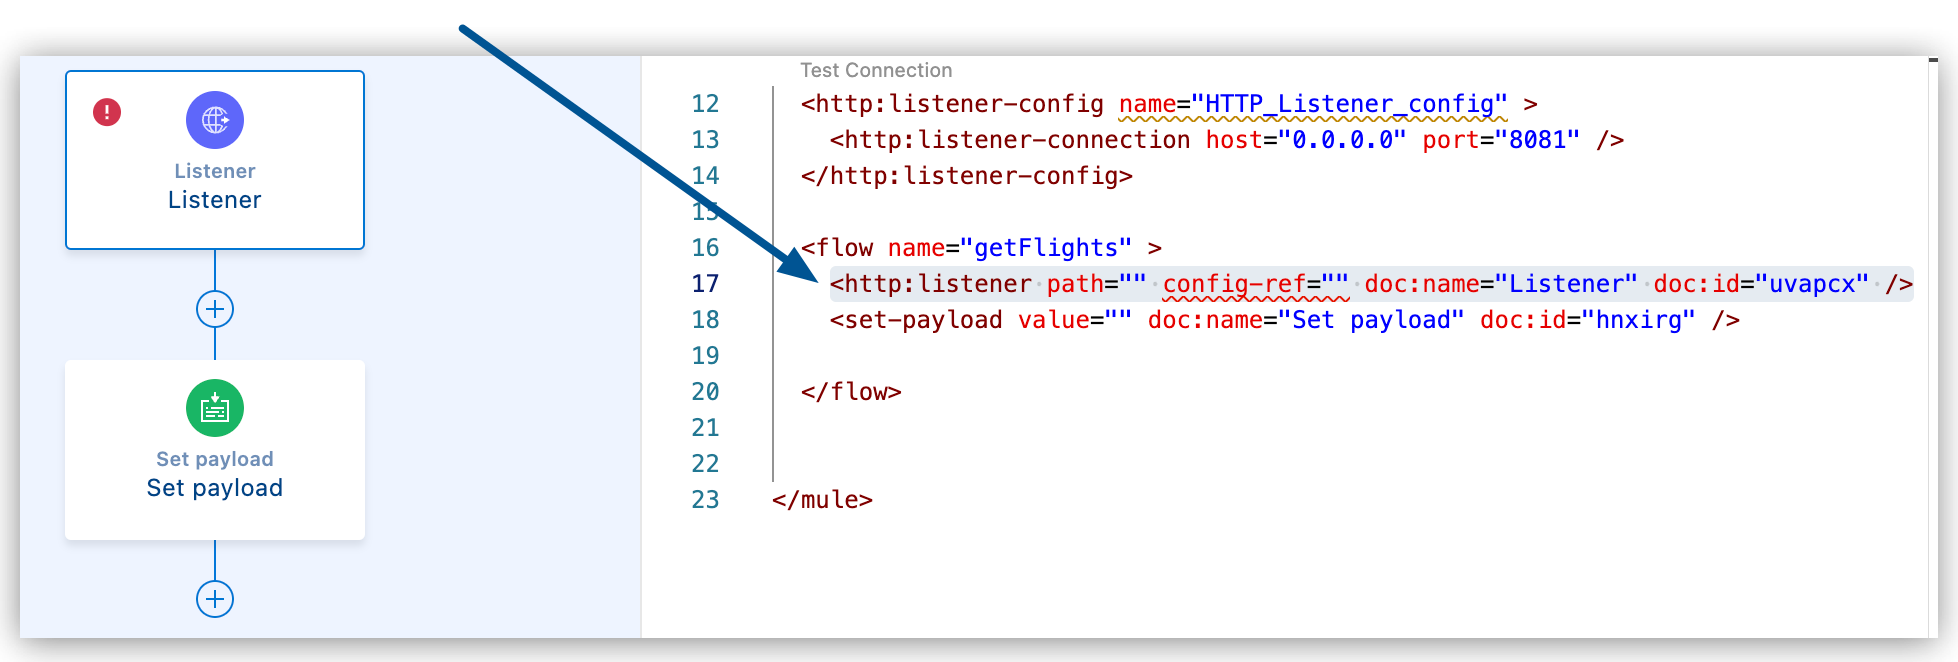 Listener
Listener
Set payload
Set payload
Test Connection
12 <http:listener-config name="HTTP_Listener_config" >
13 <http:listener-connection host="0.0.0.0" port="8081" />
14 </http:listener-config>
15
16 <flow name="getFlights" >
17 <http:listener path="" config-ref="" doc:name="Listener" doc:id="uvapcx" />
18 <set-payload value="" doc:name="Set payload" doc:id="hnxirg" />
19
20 </flow>
21
22
23 </mule>